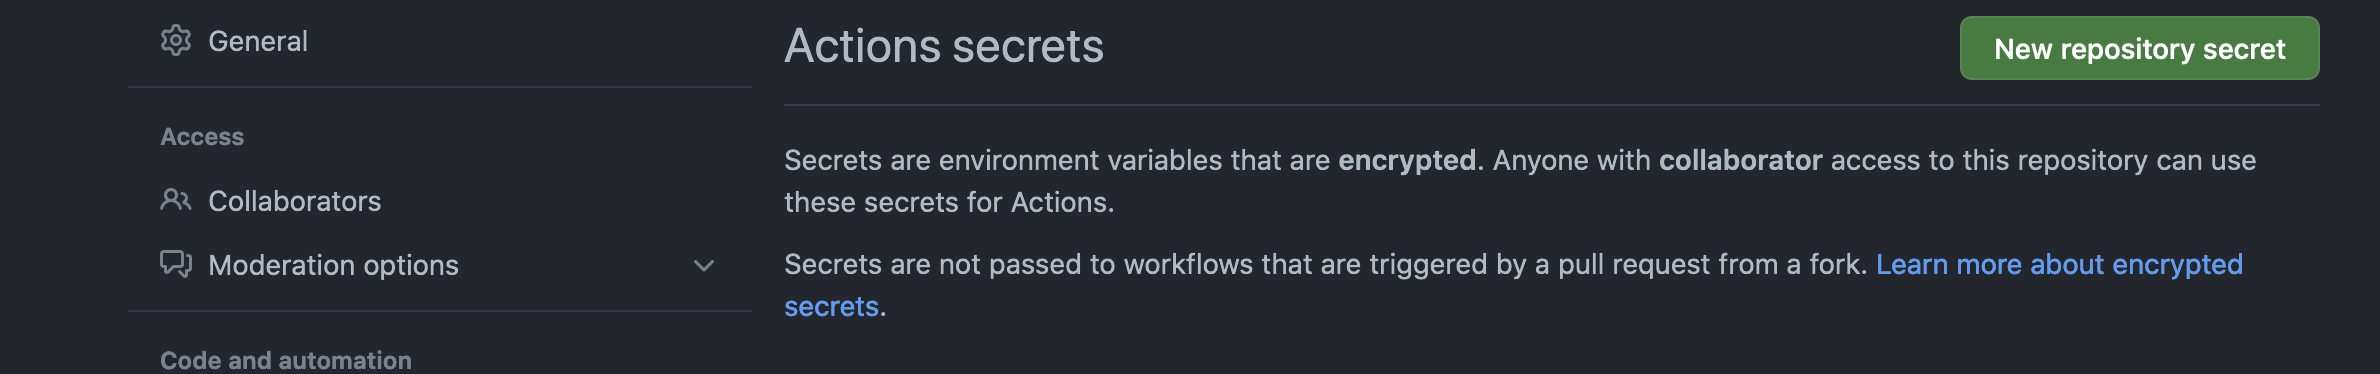 General
Access
Collaborators
Moderation options
Code and automation
Actions secrets
New repository secret
Secrets are environment variables that are encrypted. Anyone with collaborator access to this repository can use
these secrets for Actions.
Secrets are not passed to workflows that are triggered by a pull request from a fork. Learn more about encrypted
secrets.